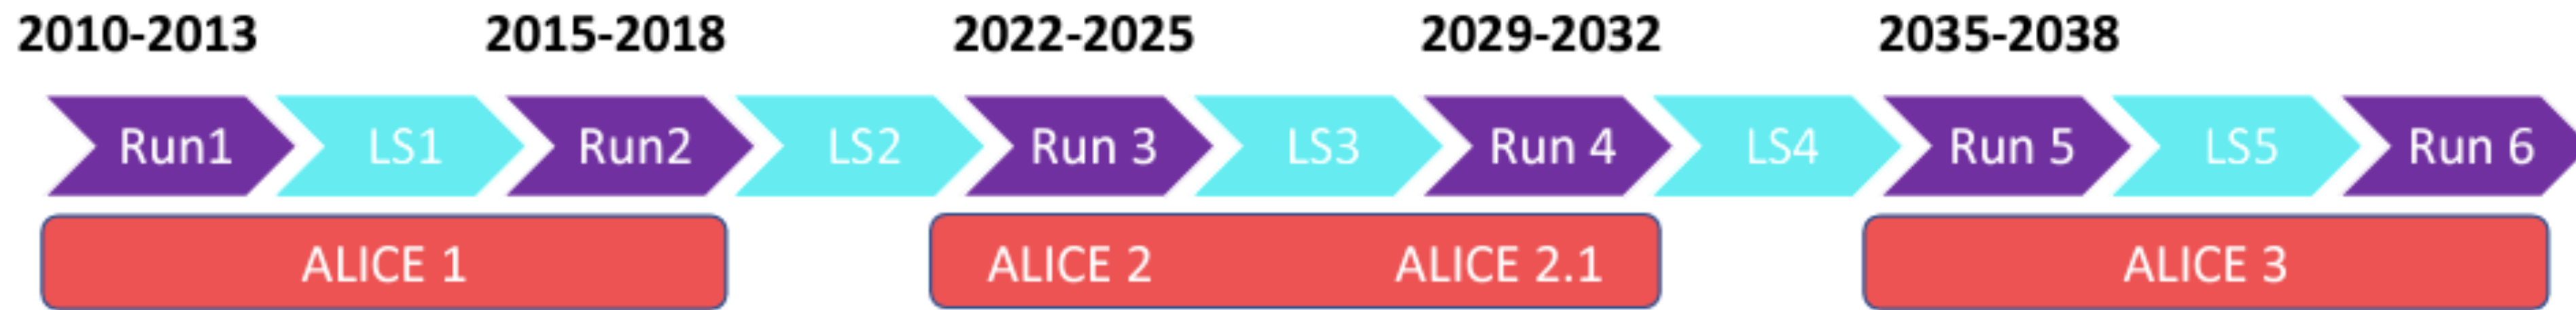 2010-2013 2015-2018 2022-2025 2029-2032 2035-2038
Run1 LS1 Run2 LS2 Run 3 LS3 Run 4 LS4 Run 5 LS5 Run 6
ALICE 1 ALICE 2 ALICE 2.1 ALICE 3